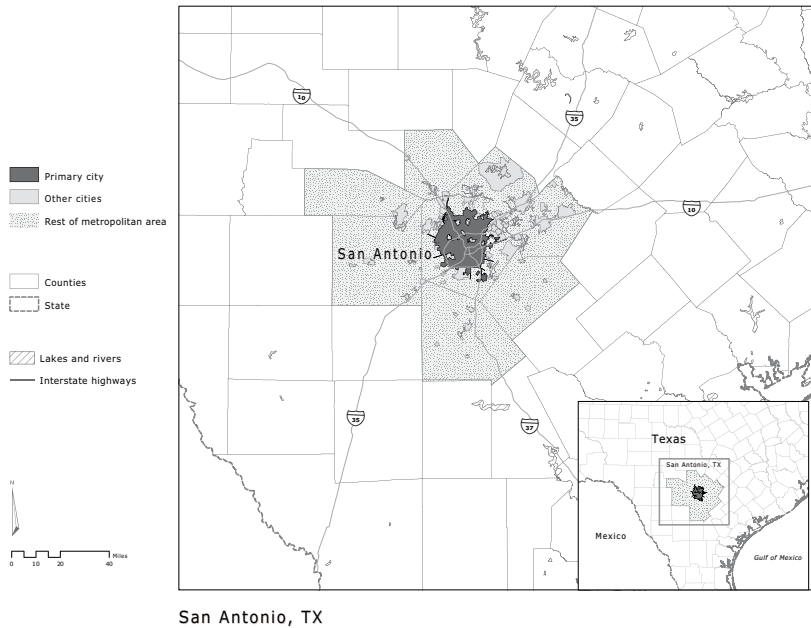 10
35
Primary city
Other cities
Rest of metropolitan area
10
San Antonio
Counties
State
Lakes and rivers
Interstate highways
35
37
Texas
San Antonio, TX
N
Mexico
Gulf of Mexico
Miles
0 10 20 40
San Antonio, TX